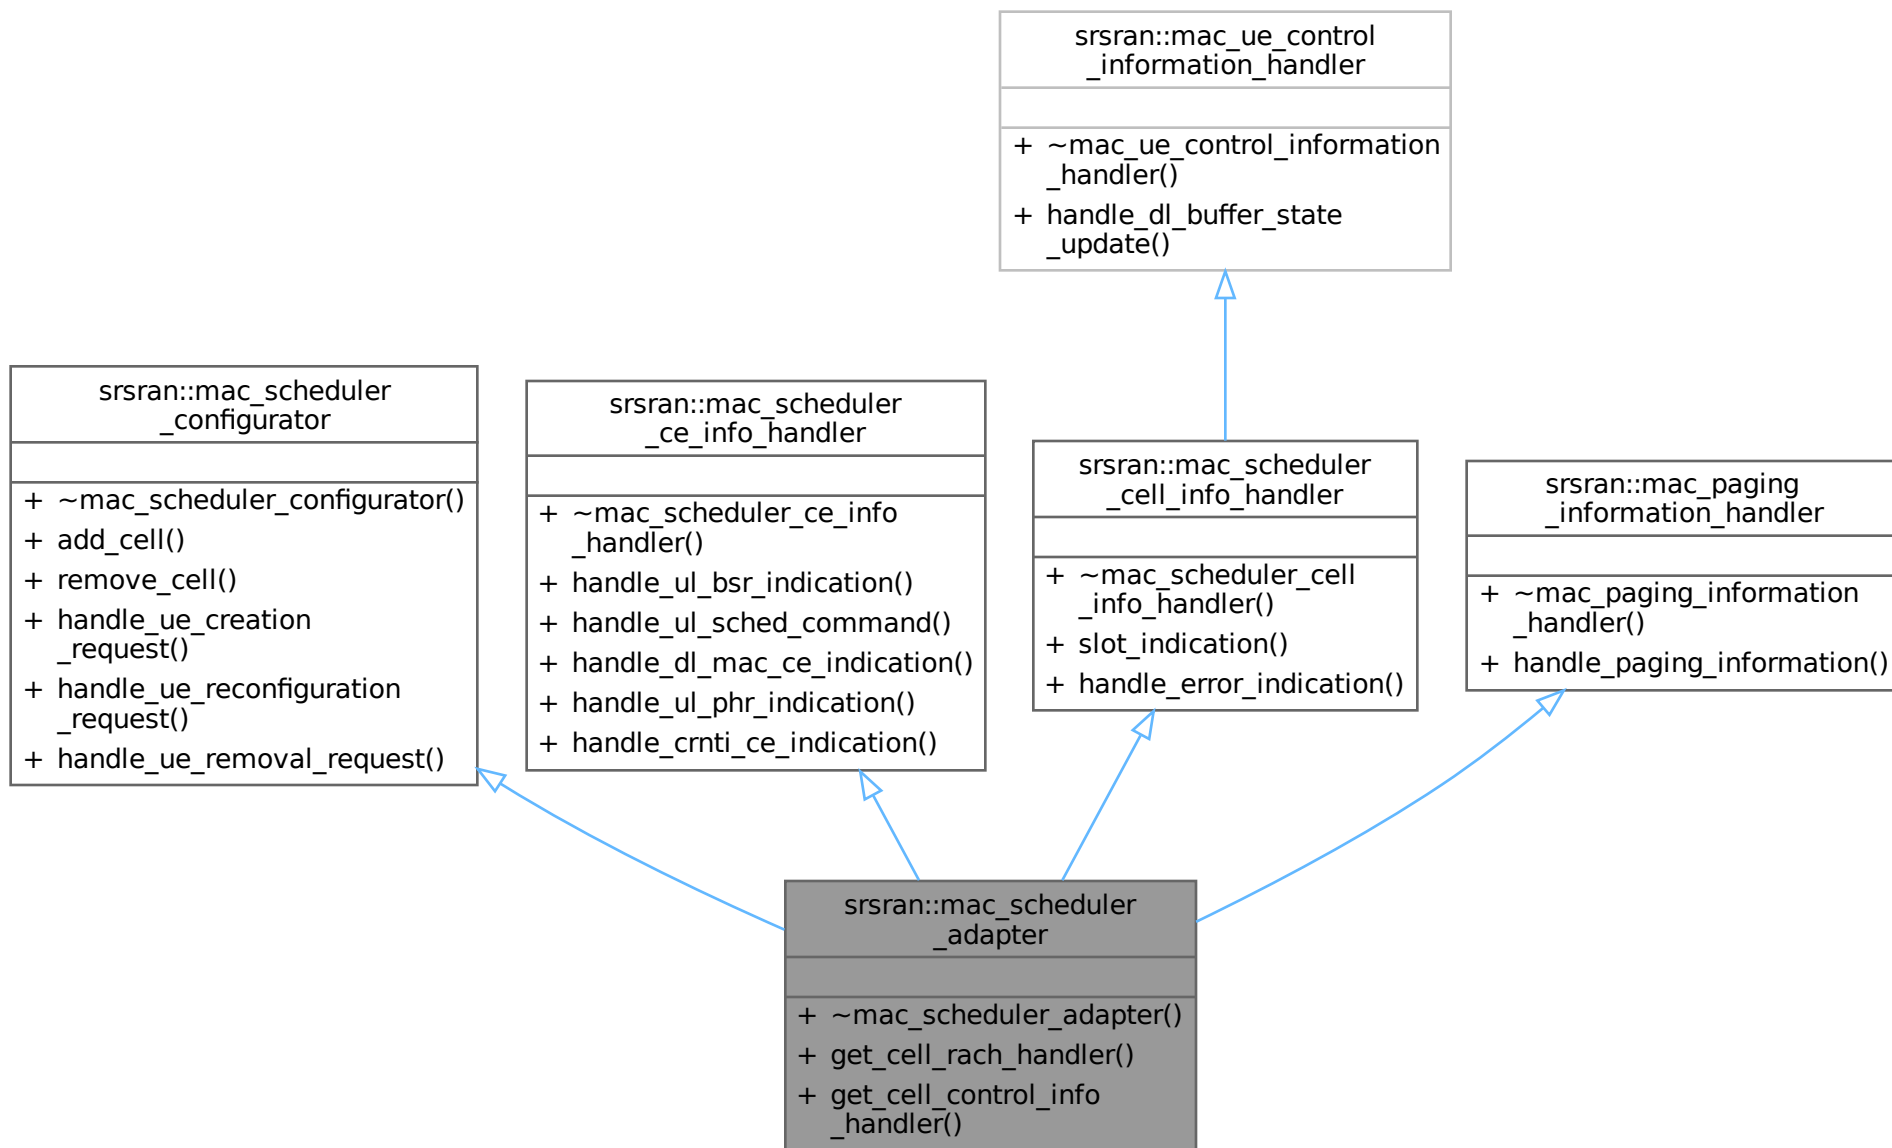 srsran::mac_ue_control
_information_handler
+ ~mac_ue_control_information
_handler()
+ handle_dl_buffer_state
_update()
srsran::mac_scheduler
_configurator
+ ~mac_scheduler_configurator()
+ add_cell()
+ remove_cell()
+ handle_ue_creation
_request()
+ handle_ue_reconfiguration
_request()
+ handle_ue_removal_request()
srsran::mac_scheduler
_ce_info_handler
+ ~mac_scheduler_ce_info
_handler()
+ handle_ul_bsr_indication()
+ handle_ul_sched_command()
+ handle_dl_mac_ce_indication()
+ handle_ul_phr_indication()
+ handle_crnti_ce_indication()
srsran::mac_scheduler
_cell_info_handler
+ ~mac_scheduler_cell
_info_handler()
+ slot_indication()
+ handle_error_indication()
srsran::mac_paging
_information_handler
+ ~mac_paging_information
_handler()
+ handle_paging_information()
srsran::mac_scheduler
_adapter
+ ~mac_scheduler_adapter()
+ get_cell_rach_handler()
+ get_cell_control_info
_handler()